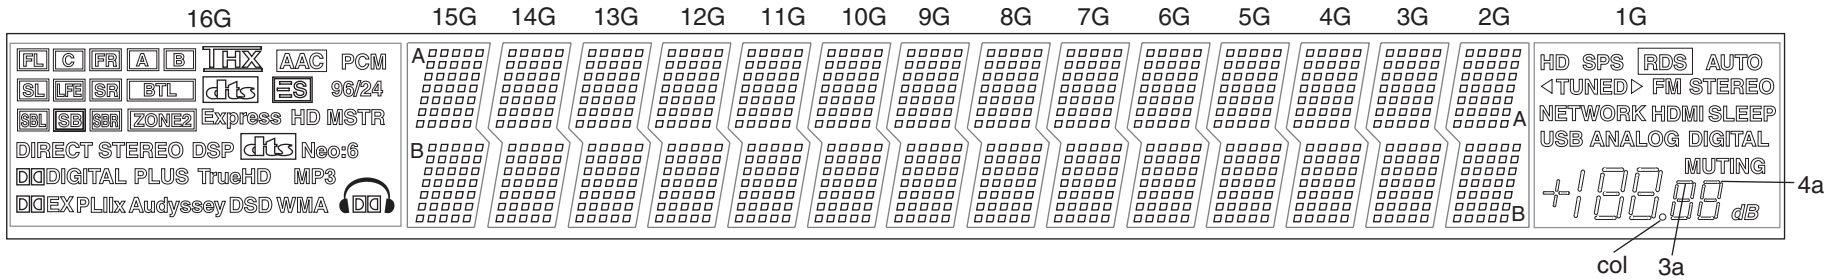 16G 15G 14G 13G 12G 11G 10G 9G 8G 7G 6G 5G 4G 3G 2G 1G
FL C FR A B THX AAC PCM
SL LFE SR BTL dts ES 96/24
SBL SB SBR ZONE2 Express HD MSTR
DIRECT STEREO DSP dts Neo:6
DIGITAL PLUS TrueHD MP3
EX PLIIx Audyssey DSD WMA
A
B
A
B
HD SPS RDS AUTO
TUNED FM STEREO
NETWORK HDMI SLEEP
USB ANALOG DIGITAL
MUTING
+188.88 dB
4a
col 3a